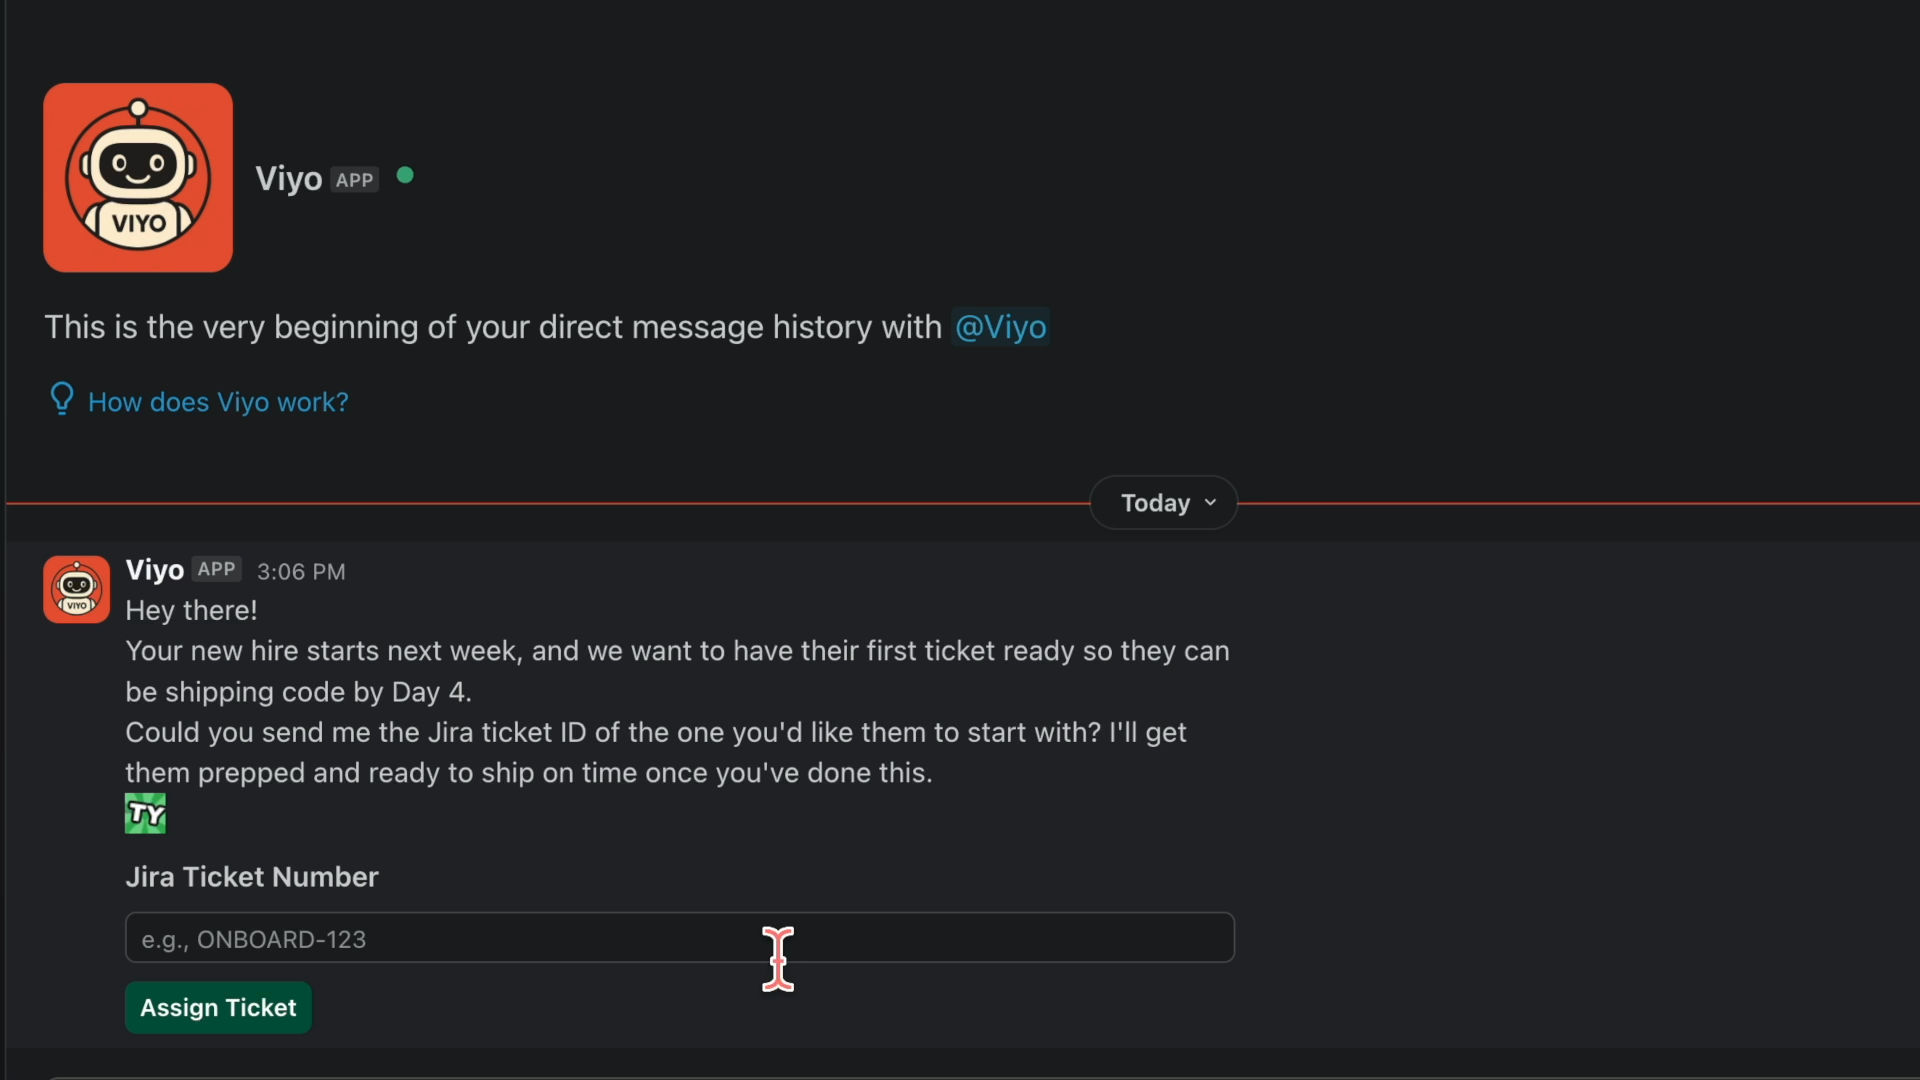 VIYO
Viyo APP
This is the very beginning of your direct message history with @Viyo
How does Viyo work?
Today
VIYO
Viyo APP 3:06 PM
Hey there!
Your new hire starts next week, and we want to have their first ticket ready so they can
be shipping code by Day 4.
Could you send me the Jira ticket ID of the one you'd like them to start with? I'll get
them prepped and ready to ship on time once you've done this.
TY
Jira Ticket Number
e.g., ONBOARD-123
Assign Ticket